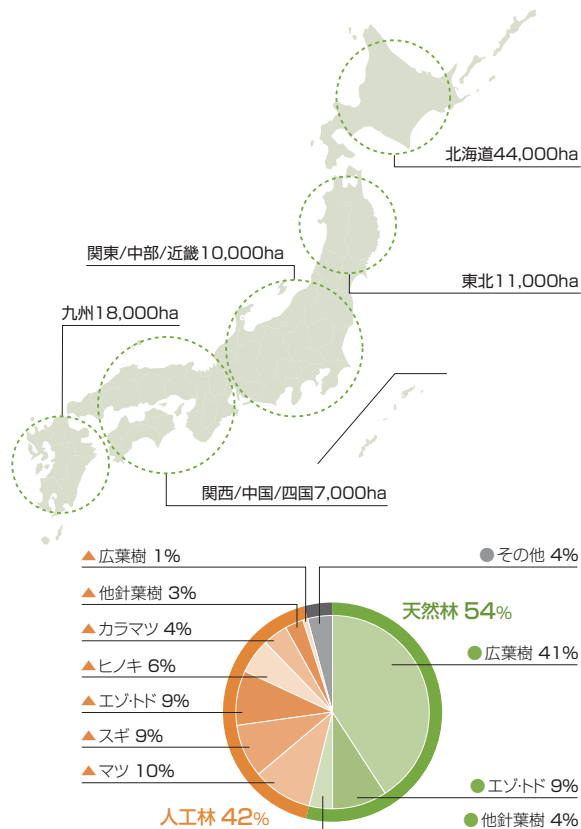 北海道44,000ha
関東/中部/近畿10,000ha
東北11,000ha
九州18,000ha
関西/中国/四国7,000ha
▲広葉樹 1%
●その他 4%
▲他針葉樹 3%
天然林 54%
▲カラマツ 4%
●広葉樹 41%
▲ヒノキ 6%
▲エゾ・トド 9%
▲スギ 9%
▲マツ 10%
●エゾ・トド 9%
人工林 42%
●他針葉樹 4%